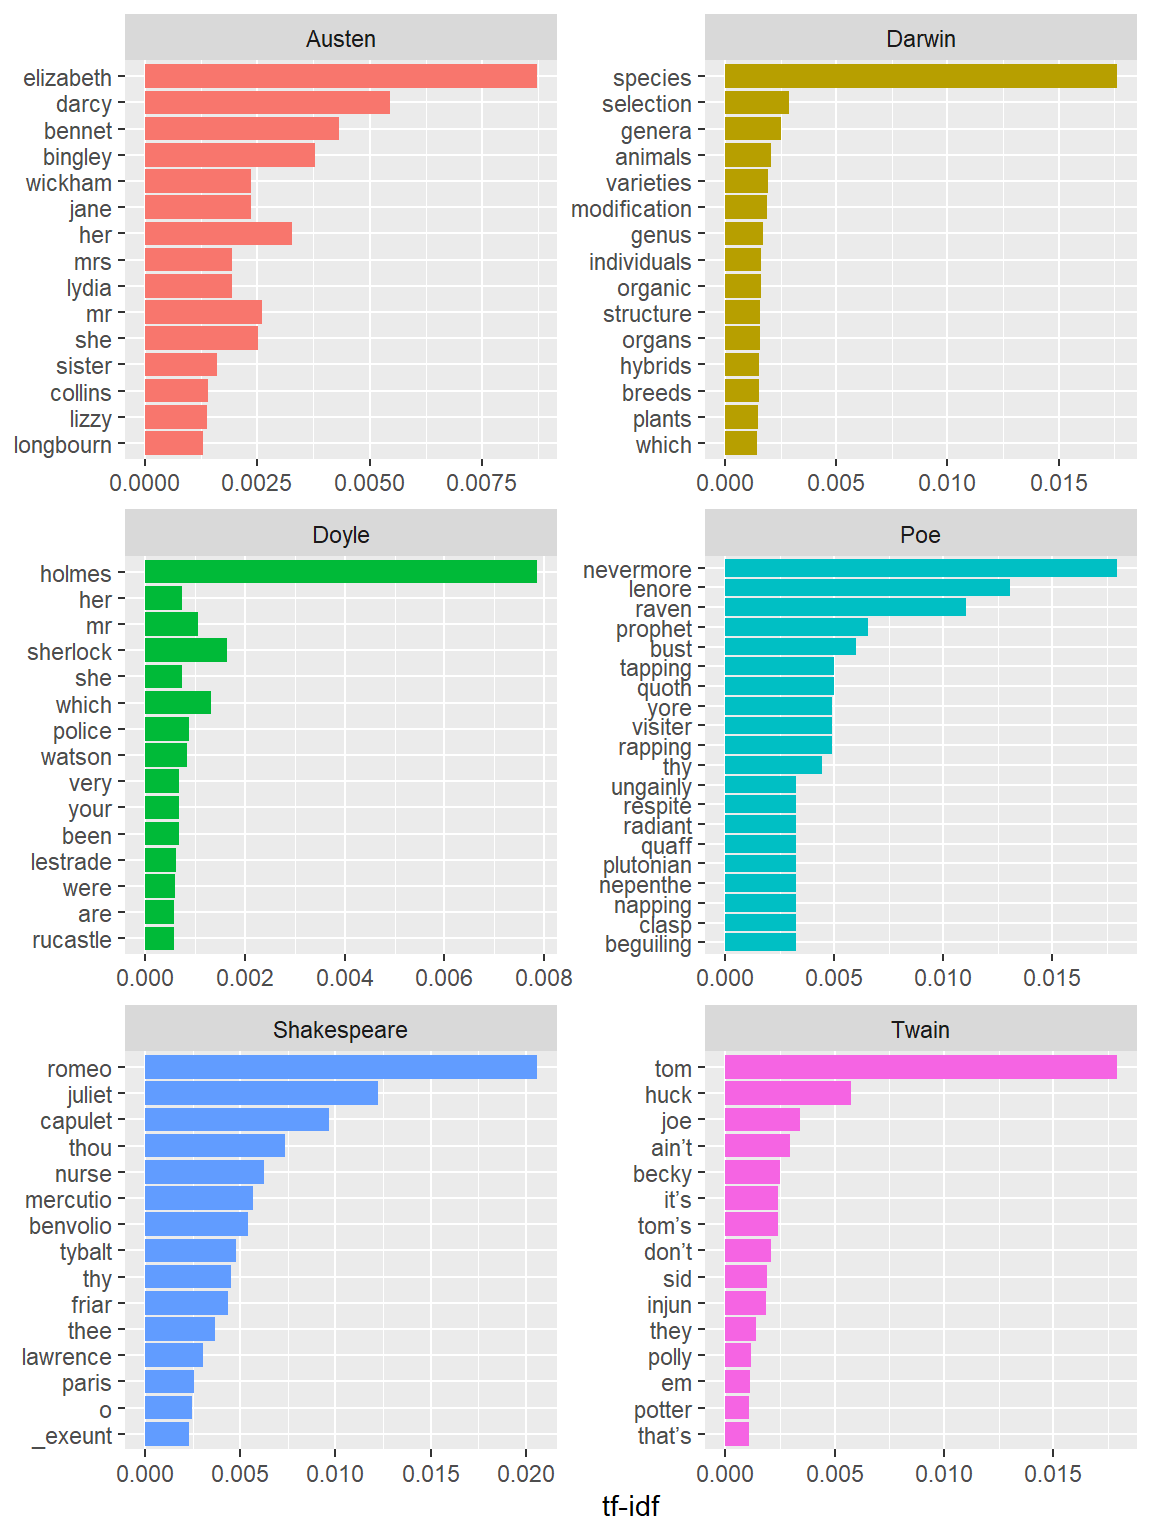 Austen
elizabeth
darcy
bennet
bingley
wickham
jane
her
mrs
lydia
mr
she
sister
collins
lizzy
longbourn
0.0000 0.0025 0.0050 0.0075
Darwin
species
selection
genera
animals
varieties
modification
genus
individuals
organic
structure
organs
hybrids
breeds
plants
which
0.000 0.005 0.010 0.015
Doyle
holmes
her
mr
sherlock
she
which
police
watson
very
your
been
lestrade
were
are
rucastle
0.000 0.002 0.004 0.006 0.008
Poe
nevermore
lenore
raven
prophet
bust
tapping
quoth
yore
visiter
rapping
thy
ungainly
respite
radiant
quaff
plutonian
nepenthe
napping
clasp
beguiling
0.000 0.005 0.010 0.015
Shakespeare
romeo
juliet
capulet
thou
nurse
mercutio
benvolio
tybalt
thy
friar
thee
lawrence
paris
o
_exeunt
0.000 0.005 0.010 0.015 0.020
Twain
tom
huck
joe
ain’t
becky
it’s
tom’s
don’t
sid
injun
they
polly
em
potter
that’s
0.000 0.005 0.010 0.015
tf-idf